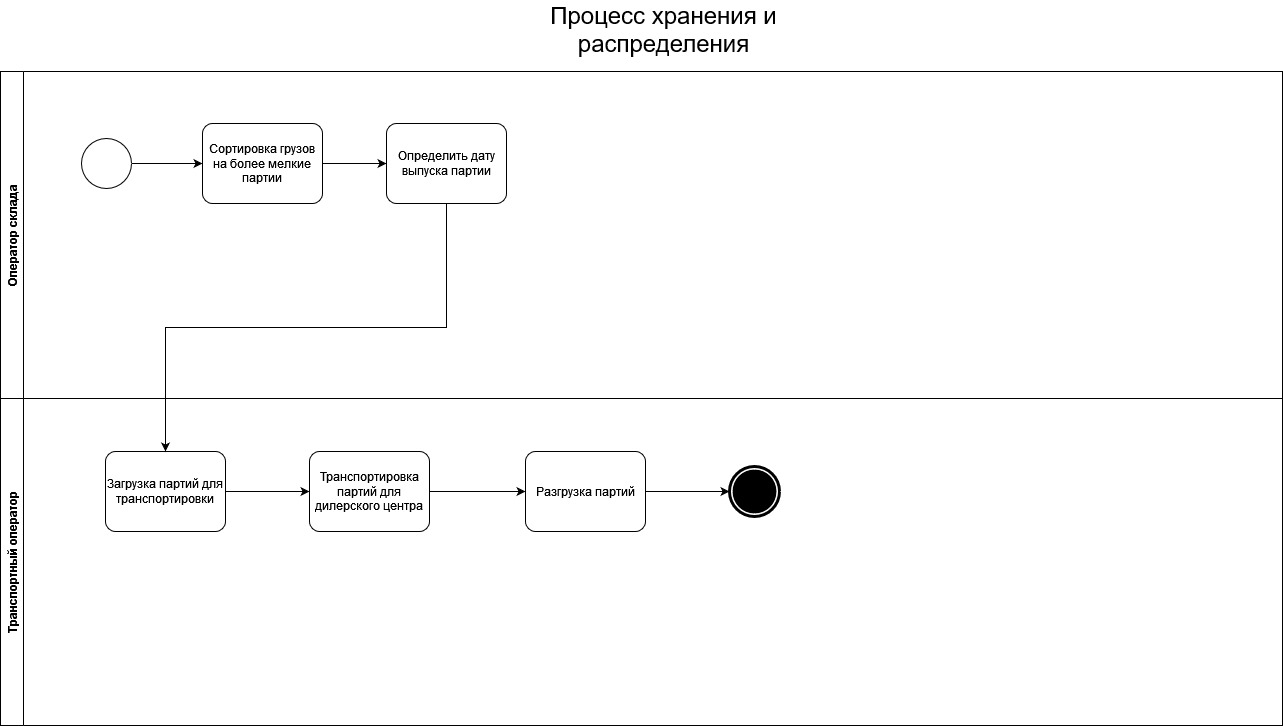 Процесс хранения и
распределения
Оператор склада
Сортировка грузов
на более мелкие
партии
Определить дату
выпуска партии
Транспортный оператор
Загрузка партий для
транспортировки
Транспортировка
партий для
дилерского центра
Разгрузка партий